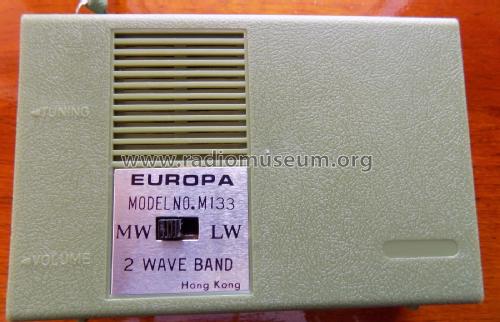 TUNING
www.radiomuseum.org
EUROPA
MODEL NO. M133
MW LW
VOLUME
2 WAVE BAND
Hong Kong